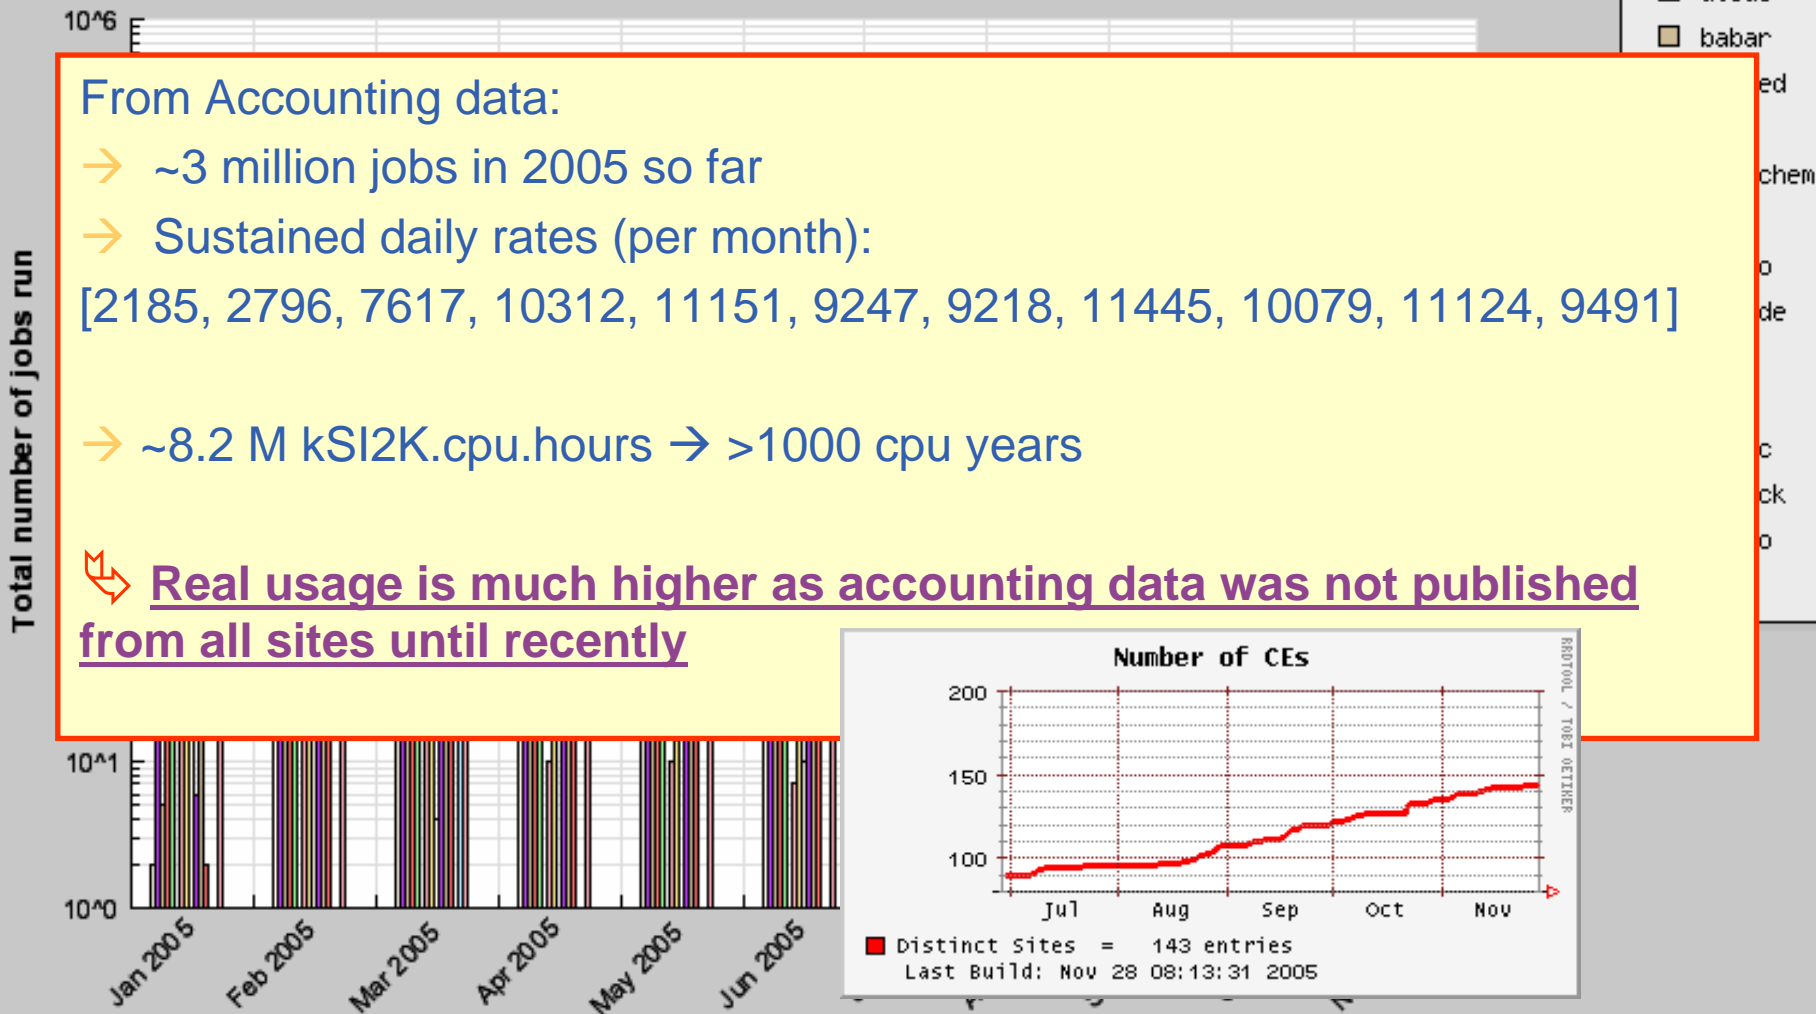 10^6
babar
From Accounting data:
→ ~3 million jobs in 2005 so far
→ Sustained daily rates (per month):
[2185, 2796, 7617, 10312, 11151, 9247, 9218, 11445, 10079, 11124, 9491]
→ ~8.2 M kSI2K.cpu.hours → >1000 cpu years
Real usage is much higher as accounting data was not published
from all sites until recently
ed
chem
o
de
c
ck
o
Total number of jobs run
10^1
10^0
Jan 2005
Feb 2005
Mar 2005
Apr 2005
May 2005
Jun 2005
Number of CEs
200
150
100
Jul Aug Sep Oct Nov
Distinct Sites = 143 entries
Last Build: Nov 28 08:13:31 2005
RRDTOOL / TOBI OETIKER